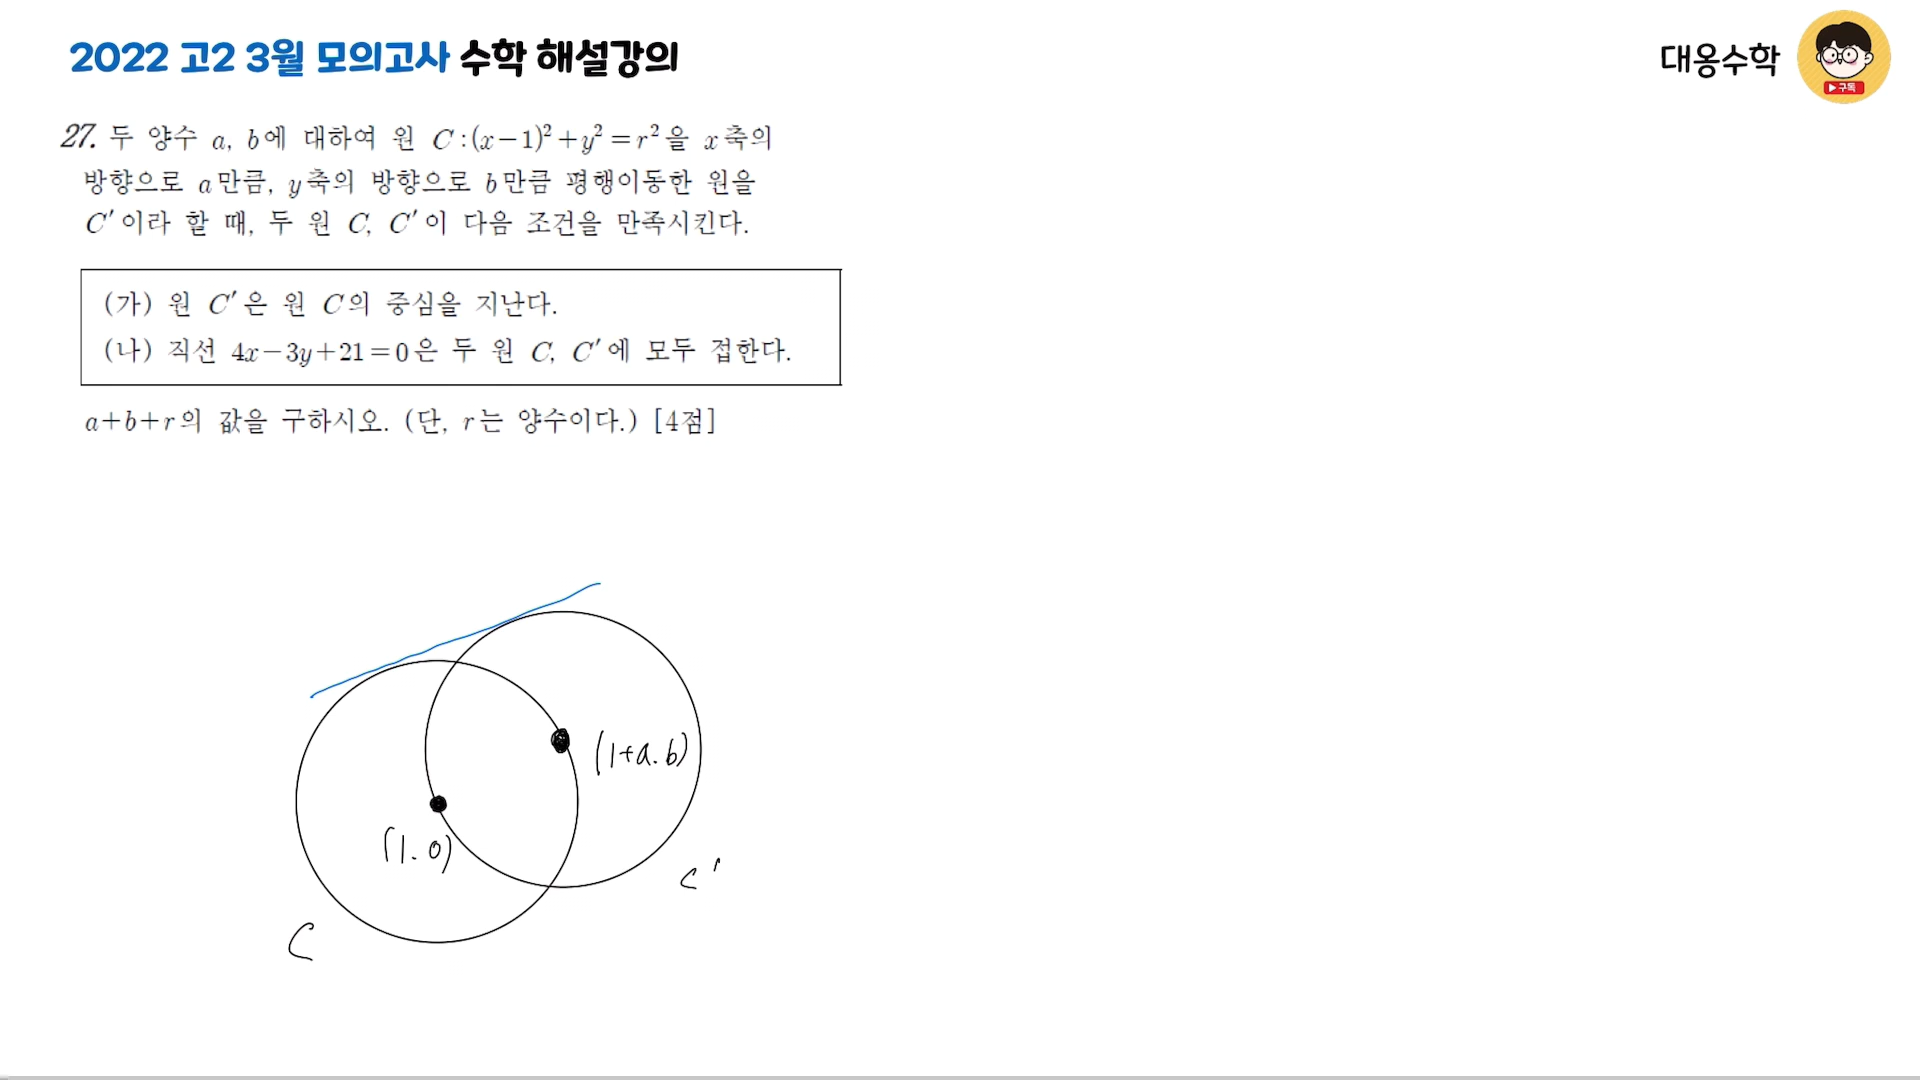 2022 고2 3월 모의고사 수학 해설강의
대웅수학
구독
27. 두 양수 a, b에 대하여 원 C : (x-1)² + y² = r²을 x축의
방향으로 a만큼, y축의 방향으로 b만큼 평행이동한 원을
C′이라 할 때, 두 원 C, C′이 다음 조건을 만족시킨다.
(가) 원 C′은 원 C의 중심을 지난다.
(나) 직선 4x-3y+21=0은 두 원 C, C′에 모두 접한다.
a+b+r의 값을 구하시오. (단, r는 양수이다.) [4점]
(1+a. b)
(1. 0)
C'
C